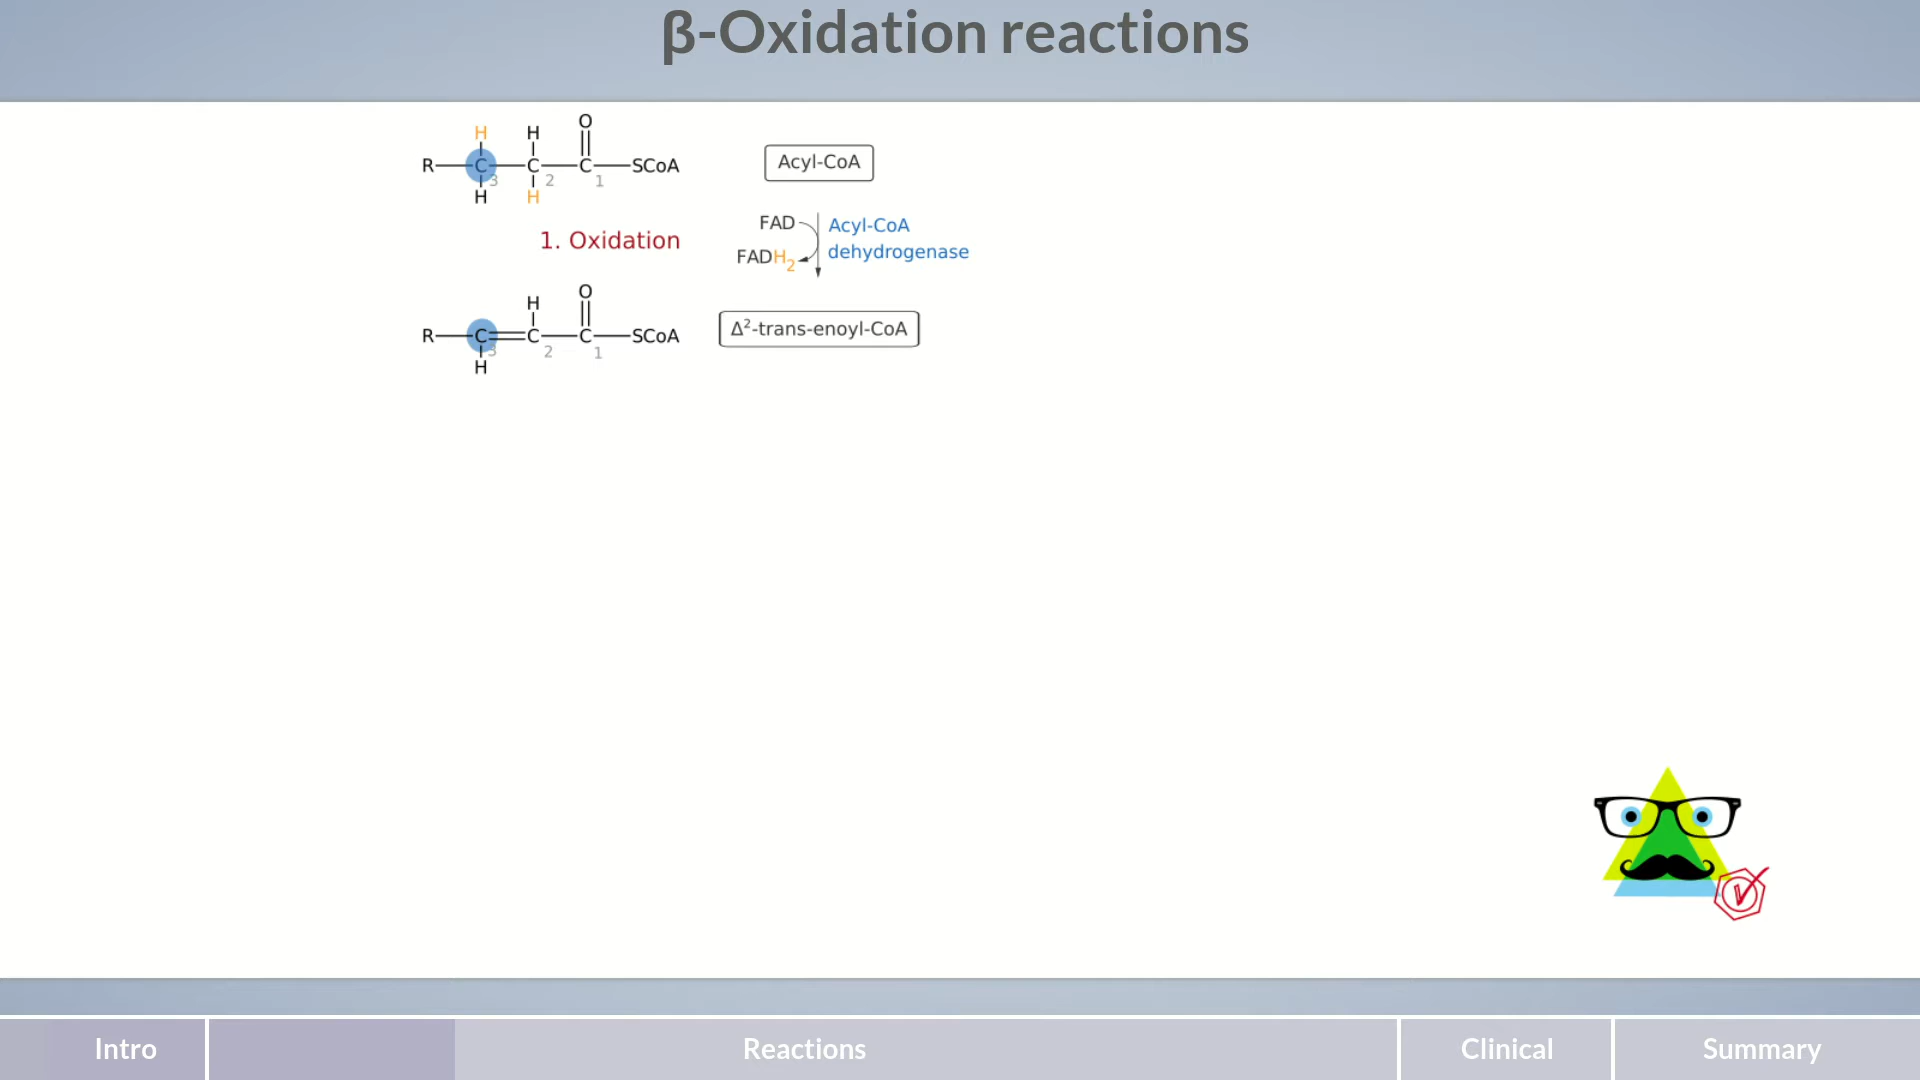 β-Oxidation reactions
H H O
R C C C SCoA
3 2 1
H H
Acyl-CoA
1. Oxidation
FAD
FADH₂
Acyl-CoA
dehydrogenase
H O
R C C C SCoA
3 2 1
H
Δ²-trans-enoyl-CoA
Intro
Reactions
Clinical
Summary